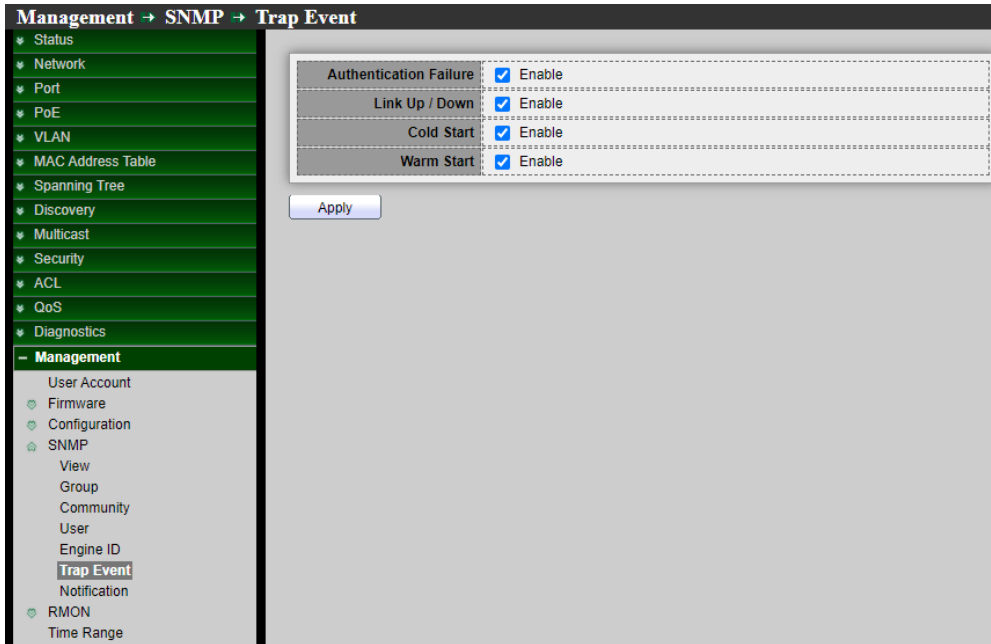 Management → SNMP → Trap Event
Status
Network
Port
PoE
VLAN
MAC Address Table
Spanning Tree
Discovery
Multicast
Security
ACL
QoS
Diagnostics
Management
User Account
Firmware
Configuration
SNMP
View
Group
Community
User
Engine ID
Trap Event
Notification
RMON
Time Range
Authentication Failure Enable
Link Up / Down Enable
Cold Start Enable
Warm Start Enable
Apply